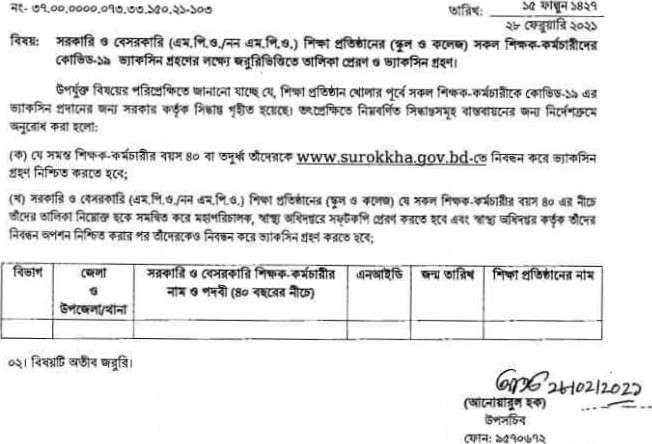 নং- ৩৭.০০.০০০০.০৭৩.৩৩.১৫০.২১-১০৩
তারিখ: ১৫ ফাল্গুন ১৪২৭
২৮ ফেব্রুয়ারি ২০২১
বিষয়: সরকারি ও বেসরকারি (এম.পি.ও./নন এম.পি.ও.) শিক্ষা প্রতিষ্ঠানের (স্কুল ও কলেজ) সকল শিক্ষক-কর্মচারীদের
কোভিড-১৯ ভ্যাকসিন গ্রহণের লক্ষ্যে জরুরিভিত্তিতে তালিকা প্রেরণ ও ভ্যাকসিন গ্রহণ।
উপর্যুক্ত বিষয়ের পরিপ্রেক্ষিতে জানানো যাচ্ছে যে, শিক্ষা প্রতিষ্ঠান খোলার পূর্বে সকল শিক্ষক-কর্মচারীকে কোভিড-১৯ এর
ভ্যাকসিন প্রদানের জন্য সরকার কর্তৃক সিদ্ধান্ত গৃহীত হয়েছে। তৎপ্রেক্ষিতে নিম্নবর্ণিত সিদ্ধান্তসমূহ বাস্তবায়নের জন্য নির্দেশক্রমে
অনুরোধ করা হলো:
(ক) যে সমস্ত শিক্ষক-কর্মচারীর বয়স ৪০ বা তদুর্ধ্ব তাঁদেরকে www.surokkha.gov.bd-তে নিবন্ধন করে ভ্যাকসিন
গ্রহণ নিশ্চিত করতে হবে;
(খ) সরকারি ও বেসরকারি (এম.পি.ও./নন এম.পি.ও.) শিক্ষা প্রতিষ্ঠানের (স্কুল ও কলেজ) যে সকল শিক্ষক-কর্মচারীর বয়স ৪০ এর নীচে
তাঁদের তালিকা নিম্নোক্ত ছকে সমন্বিত করে মহাপরিচালক, স্বাস্থ্য অধিদপ্তরে সফ্টকপি প্রেরণ করতে হবে এবং স্বাস্থ্য অধিদপ্তর কর্তৃক তাঁদের
নিবন্ধন অপশন নিশ্চিত করার পর তাঁদেরকেও নিবন্ধন করে ভ্যাকসিন গ্রহণ করতে হবে;
বিভাগ
জেলা
ও
উপজেলা/থানা
সরকারি ও বেসরকারি শিক্ষক-কর্মচারীর
নাম ও পদবী (৪০ বছরের নীচে)
এনআইডি
জন্ম তারিখ
শিক্ষা প্রতিষ্ঠানের নাম
০২। বিষয়টি অতীব জরুরি।
২৮/০২/২০২১
(আনোয়ারুল হক)
উপসচিব
ফোন: ৯৫৭০৬৭২